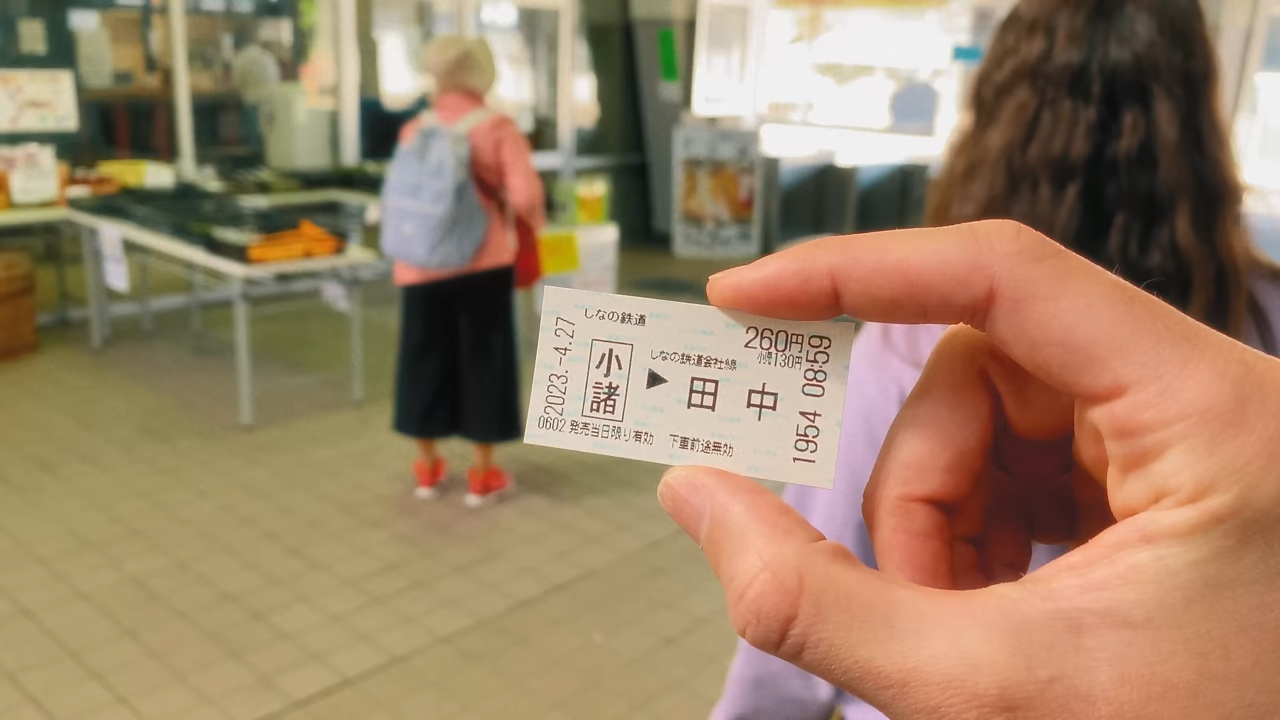 しなの鉄道
260円
小児130円
しなの鉄道会社線
小諸 ▶ 田中
2023.-4.27
08:59
1954
0602 発売当日限り有効 下車前途無効